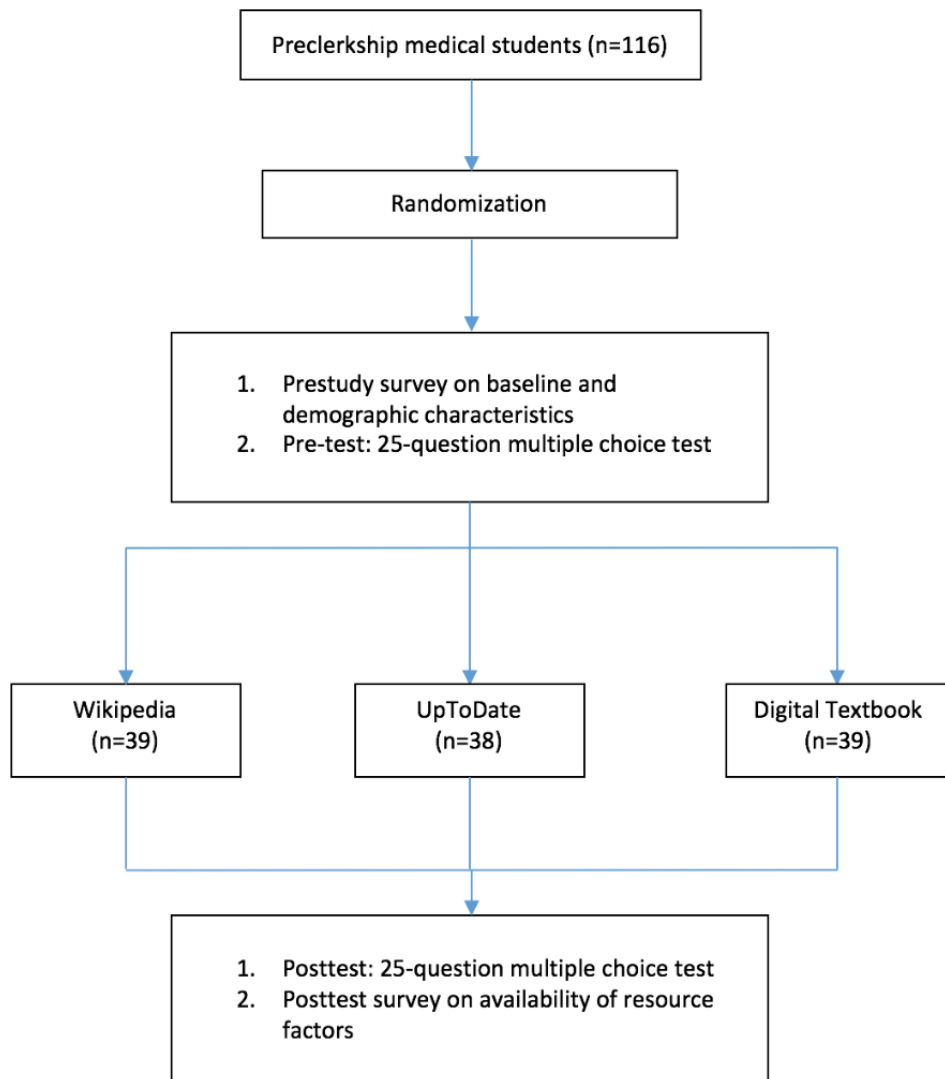 Preclerkship medical students (n=116)
Randomization
1. Prestudy survey on baseline and
demographic characteristics
2. Pre-test: 25-question multiple choice test
Wikipedia
(n=39)
UpToDate
(n=38)
Digital Textbook
(n=39)
1. Posttest: 25-question multiple choice test
2. Posttest survey on availability of resource
factors